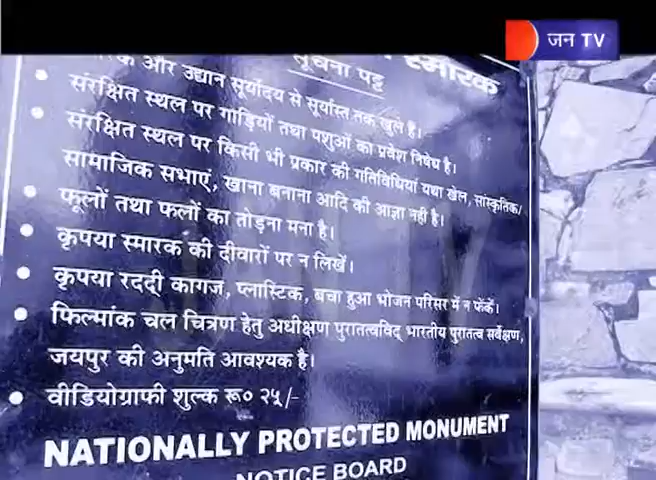 जन TV
स्मारक
सूचना पट्ट
और उद्यान सूर्योदय से सूर्यास्त तक खुले है।
• संरक्षित स्थल पर गाड़ियों तथा पशुओं का प्रवेश निषेध है।
• संरक्षित स्थल पर किसी भी प्रकार की गतिविधियां यथा खेल, सांस्कृतिक/
सामाजिक सभाएं, खाना बनाना आदि की आज्ञा नही है।
• फूलों तथा फलों का तोड़ना मना है।
• कृपया स्मारक की दीवारों पर न लिखें।
• कृपया रददी कागज, प्लास्टिक, बचा हुआ भोजन परिसर में न फेंकें।
• फिल्मांक चल चित्रण हेतु अधीक्षण पुरातत्वविद् भारतीय पुरातत्व सर्वेक्षण,
जयपुर की अनुमति आवश्यक है।
• वीडियोग्राफी शुल्क रू० २५/-
NATIONALLY PROTECTED MONUMENT
NOTICE BOARD